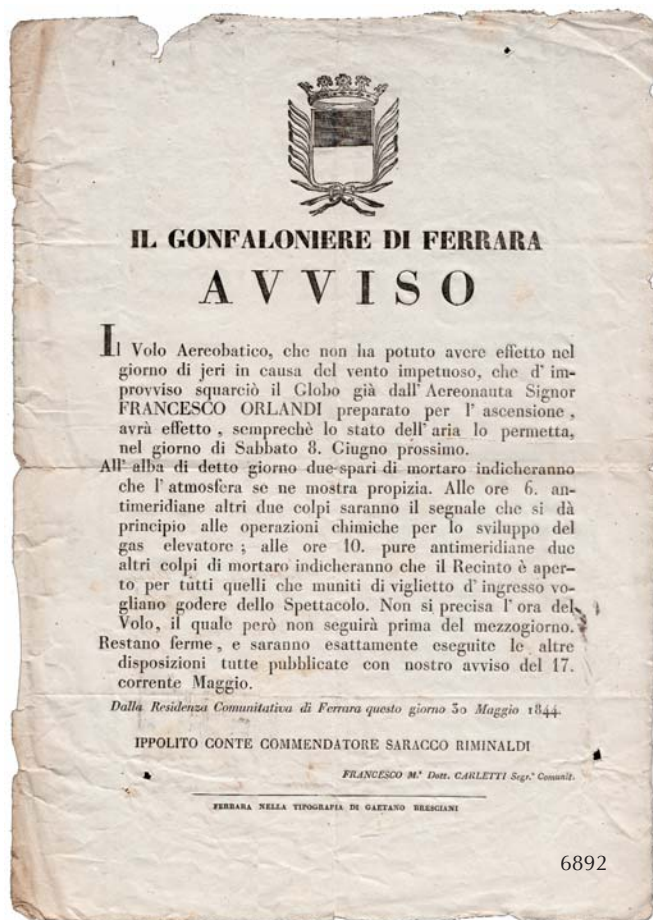 IL GONFALONIERE DI FERRARA
AVVISO
Il Volo Aereobatico, che non ha potuto avere effetto nel
giorno di jeri in causa del vento impetuoso, che d' im-
provviso squarciò il Globo già dall' Aereonauta Signor
FRANCESCO ORLANDI preparato per l' ascensione,
avrà effetto, sempreché lo stato dell' aria lo permetta,
nel giorno di Sabbato 8. Giugno prossimo.
All' alba di detto giorno due spari di mortaro indicheranno
che l' atmosfera se ne mostra propizia. Alle ore 6. an-
timeridiane altri due colpi saranno il segnale che si dà
principio alle operazioni chimiche per lo sviluppo del
gas elevatore; alle ore 10. pure antimeridiane due
altri colpi di mortaro indicheranno che il Recinto è aper-
to per tutti quelli che muniti di viglietto d' ingresso vo-
gliano godere dello Spettacolo. Non si precisa l' ora del
Volo, il quale però non seguirà prima del mezzogiorno.
Restano ferme, e saranno esattamente eseguite le altre
disposizioni tutte pubblicate con nostro avviso del 17.
corrente Maggio.
Dalla Residenza Comunitativa di Ferrara questo giorno 30 Maggio 1844.
IPPOLITO CONTE COMMENDATORE SARACCO RIMINALDI
FRANCESCO M.ª Dott. CARLETTI Segr.º Comunit.
FERRARA NELLA TIPOGRAFIA DI GAETANO BRESCIANI
6892